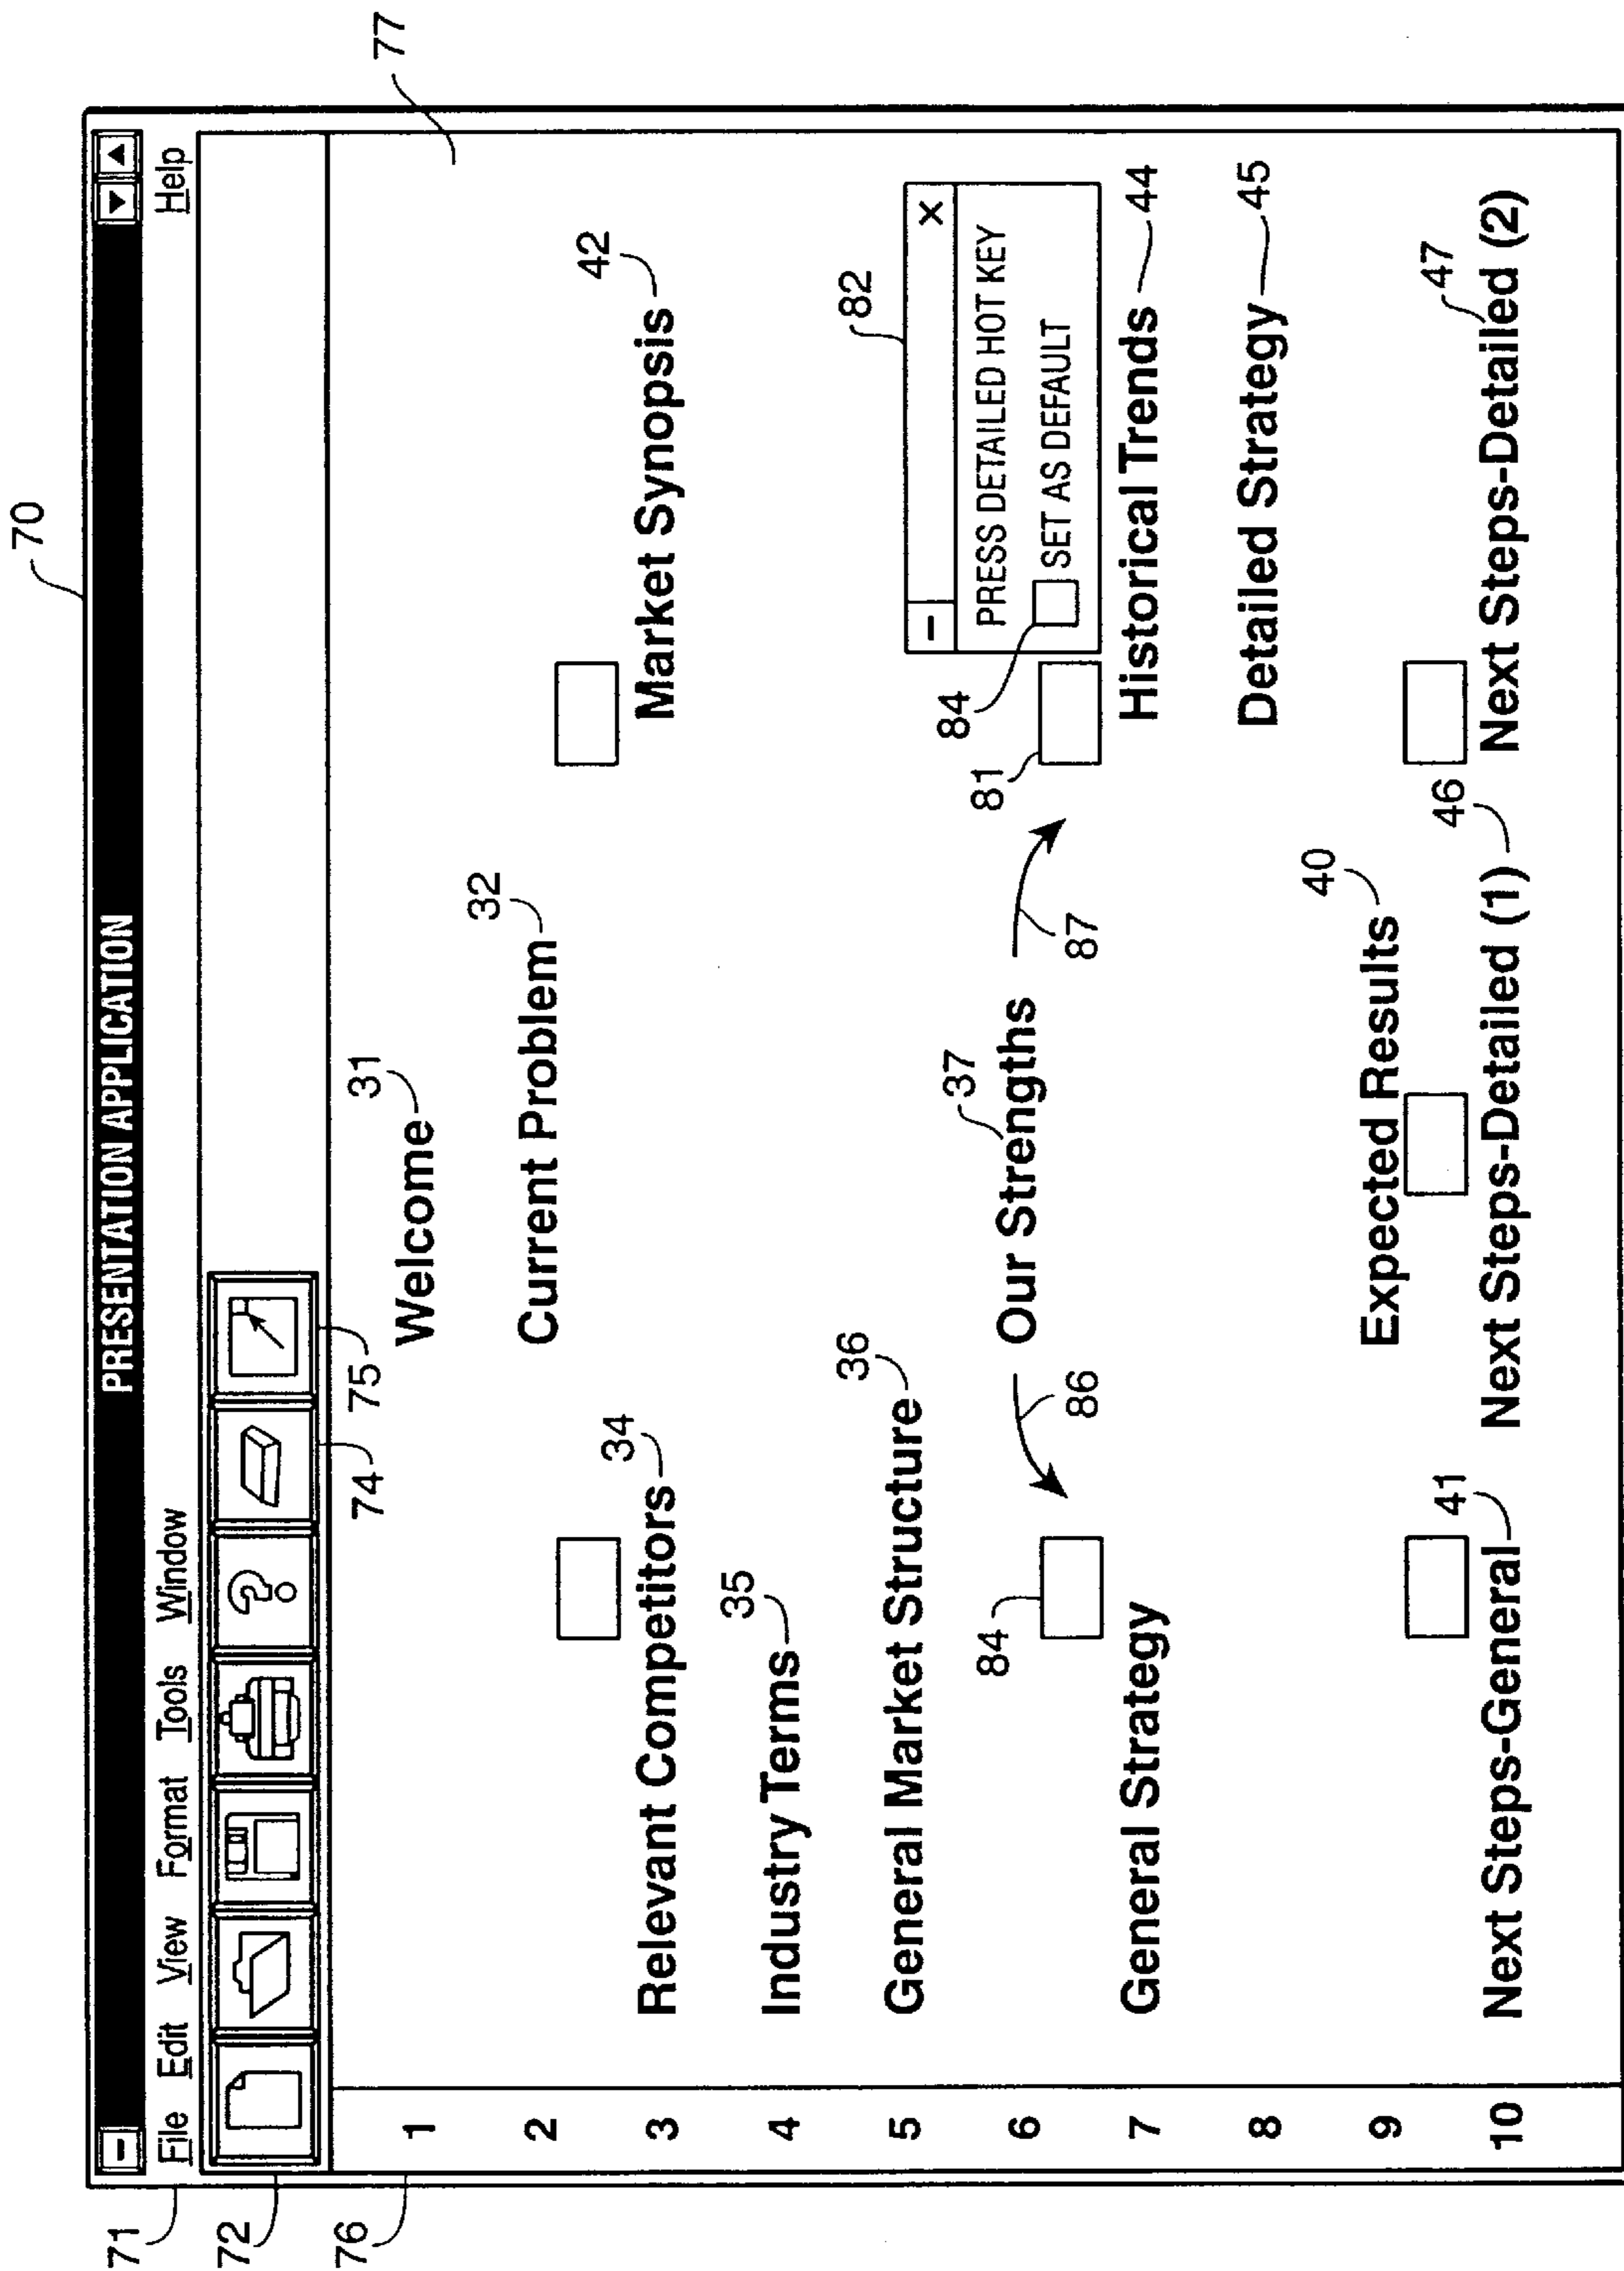 70
PRESENTATION APPLICATION
71
File Edit View Format Tools Window Help
72
74 75
76
77
1 Welcome 31
2 Current Problem 32
3 Relevant Competitors 34 Market Synopsis 42
4 Industry Terms 35
5 General Market Structure 36
82
- X
PRESS DETAILED HOT KEY
84 SET AS DEFAULT
6 Our Strengths 37
84 86 87 81
7 General Strategy Historical Trends 44
8 Detailed Strategy 45
9 Expected Results 40
10 Next Steps-General 41 Next Steps-Detailed (1) 46 Next Steps-Detailed (2) 47